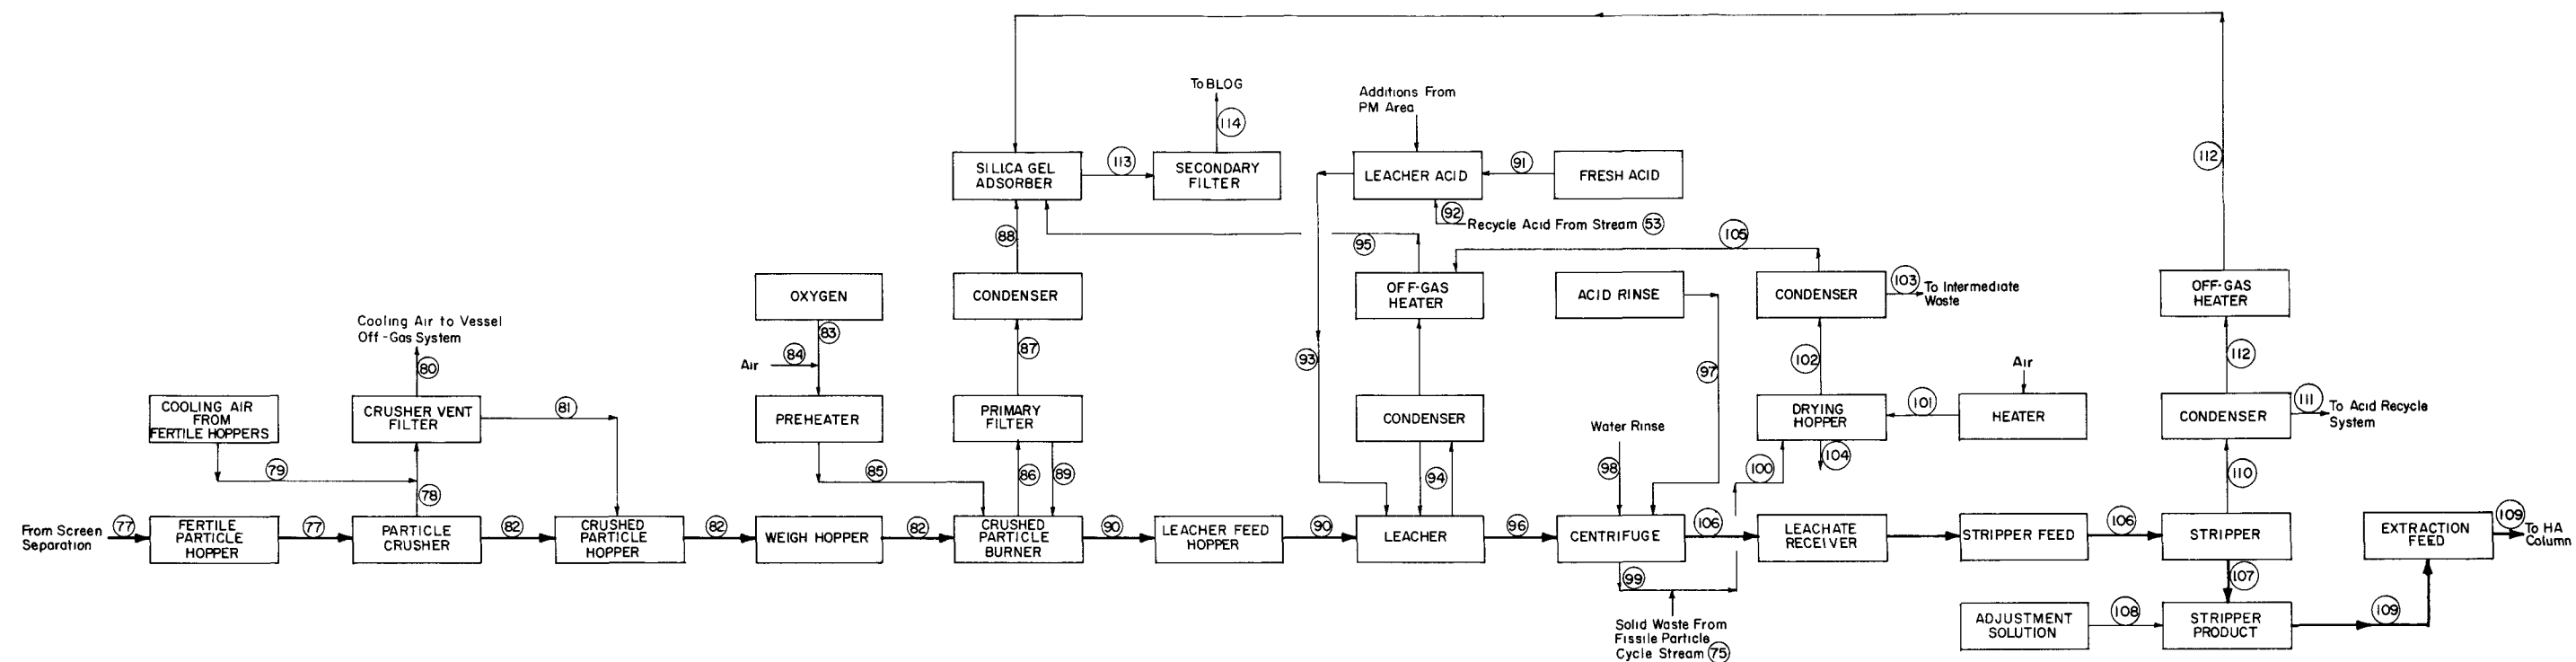 112
To BLOG
114
Additions From
PM Area
SILICA GEL
ADSORBER
113
SECONDARY
FILTER
LEACHER ACID
91
FRESH ACID
92
Recycle Acid From Stream 53
88
95
105
OXYGEN
CONDENSER
OFF-GAS
HEATER
ACID RINSE
CONDENSER
103
To Intermediate
Waste
OFF-GAS
HEATER
Cooling Air to Vessel
Off-Gas System
80
83
84
Air
87
93
97
102
Air
112
COOLING AIR
FROM
FERTILE HOPPERS
CRUSHER VENT
FILTER
81
PREHEATER
PRIMARY
FILTER
CONDENSER
Water Rinse
DRYING
HOPPER
101
HEATER
CONDENSER
111
To Acid Recycle
System
79
78
85
86
89
94
98
100
104
110
From Screen
Separation
77
FERTILE
PARTICLE
HOPPER
77
PARTICLE
CRUSHER
82
CRUSHED
PARTICLE
HOPPER
82
WEIGH HOPPER
82
CRUSHED
PARTICLE
BURNER
90
LEACHER FEED
HOPPER
90
LEACHER
96
CENTRIFUGE
106
LEACHATE
RECEIVER
STRIPPER FEED
106
STRIPPER
EXTRACTION
FEED
109
To HA
Column
99
107
Solid Waste From
Fissile Particle
Cycle Stream 75
ADJUSTMENT
SOLUTION
108
STRIPPER
PRODUCT
109